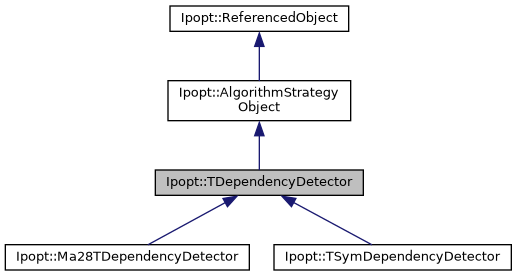 Ipopt::ReferencedObject
Ipopt::AlgorithmStrategy
Object
Ipopt::TDependencyDetector
Ipopt::Ma28TDependencyDetector
Ipopt::TSymDependencyDetector